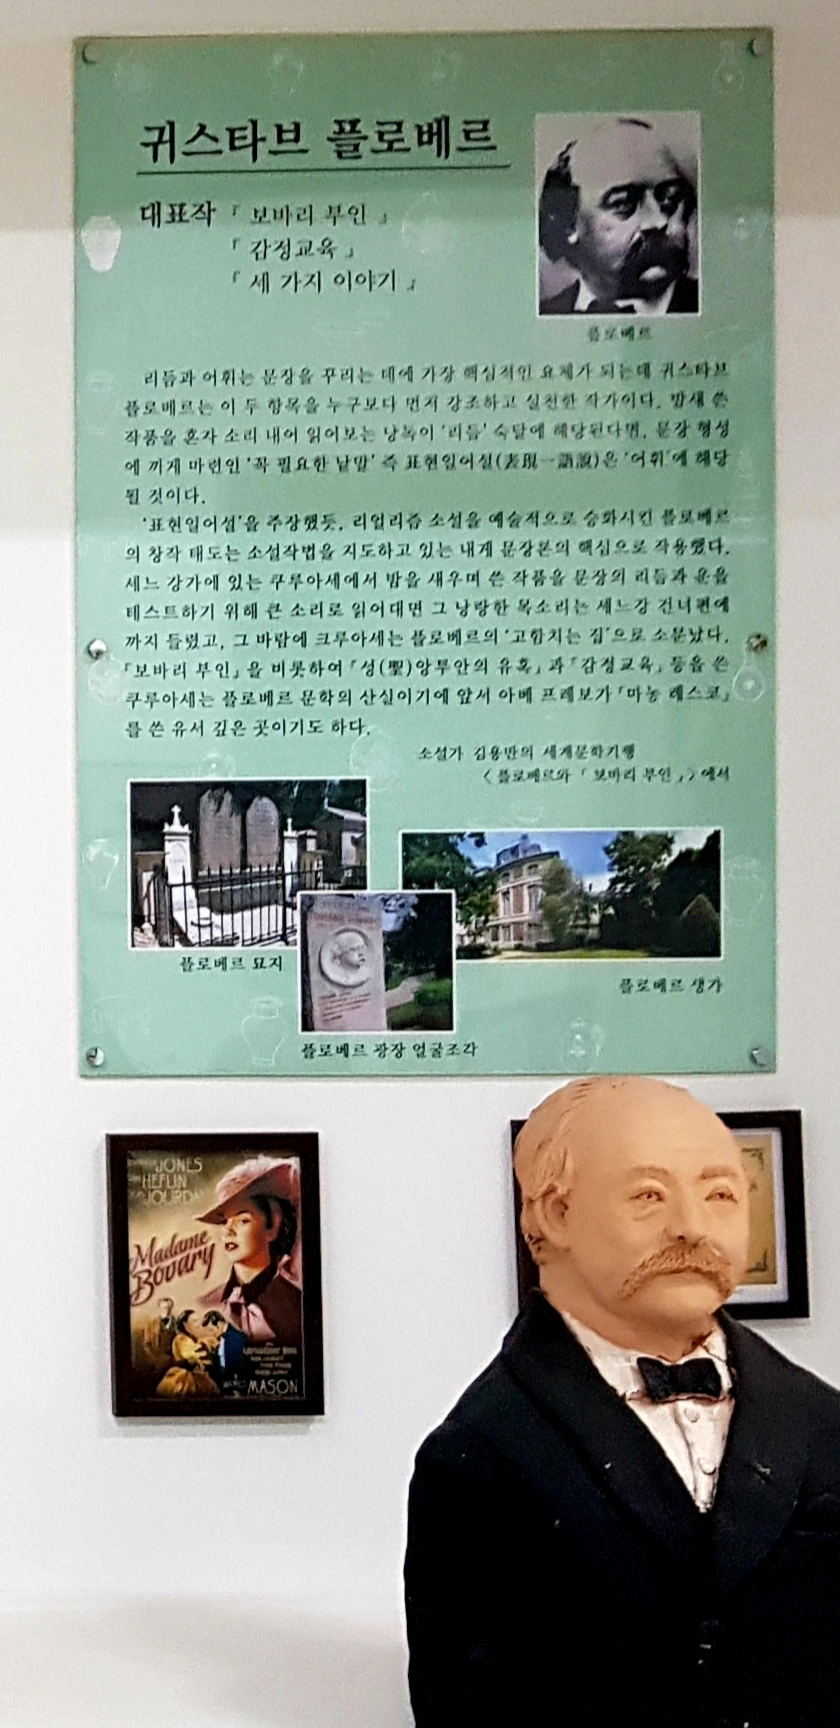 귀스타브 플로베르
대표작 『 보바리 부인 』
『 감정교육 』
『 세 가지 이야기 』
플로베르
리듬과 어휘는 문장을 꾸리는 데에 가장 핵심적인 요체가 되는데 귀스타브
플로베르는 이 두 항목을 누구보다 먼저 강조하고 실천한 작가이다. 밤새 쓴
작품을 혼자 소리 내어 읽어보는 낭독이 '리듬' 숙달에 해당된다면, 문장 형성
에 끼게 마련인 '꼭 필요한 낱말' 즉 표현일어설(表現一語說)은 '어휘'에 해당
될 것이다.
'표현일어설'을 주장했듯, 리얼리즘 소설을 예술적으로 승화시킨 플로베르
의 창작 태도는 소설작법을 지도하고 있는 내게 문장론의 핵심으로 작용했다.
세느 강가에 있는 쿠루아세에서 밤을 새우며 쓴 작품을 문장의 리듬과 운을
테스트하기 위해 큰 소리로 읽어대면 그 낭랑한 목소리는 세느강 건너편에
까지 들렸고, 그 바람에 크루아세는 플로베르의 '고함치는 집'으로 소문났다.
『보바리 부인』을 비롯하여 『성(聖)앙투안의 유혹』과 『감정교육』 등을 쓴
쿠루아세는 플로베르 문학의 산실이기에 앞서 아베 프레보가 『마농 레스코』
를 쓴 유서 깊은 곳이기도 하다.
소설가 김용만의 세계문학기행
〈플로베르와 『보바리 부인』〉에서
플로베르 묘지
플로베르 생가
플로베르 광장 얼굴조각
JONES
HEFLIN
JOURDAN
Madame
Bovary
MASON